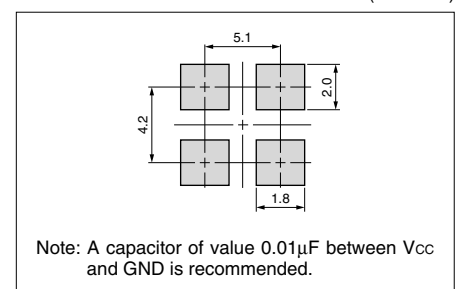 5.1
2.0
4.2
1.8
Note: A capacitor of value 0.01μF between Vcc
and GND is recommended.